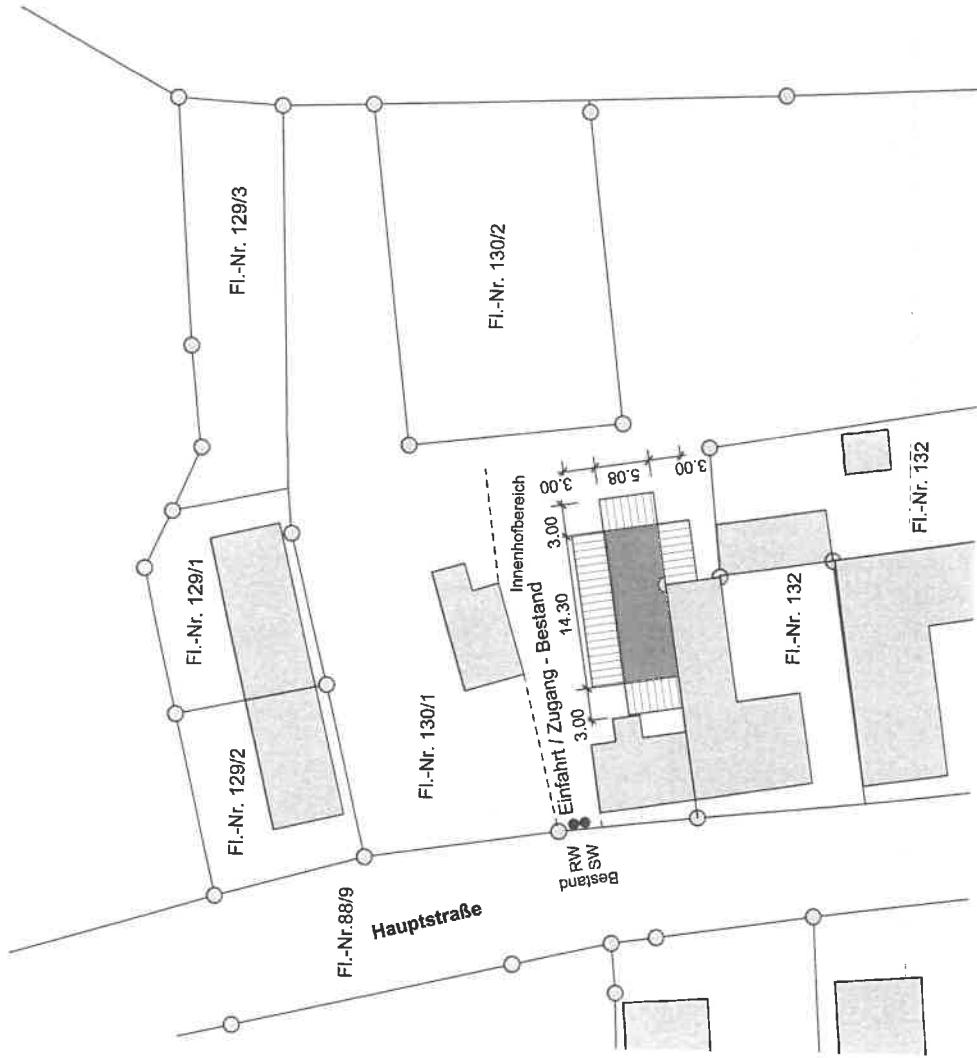 Fl.-Nr. 129/3
Fl.-Nr. 130/2
Fl.-Nr. 129/1
Fl.-Nr. 129/2
Fl.-Nr. 130/1
Innenhofbereich
Einfahrt / Zugang - Bestand
3.00
14.30
3.00
3.00
5.08
3.00
Fl.-Nr. 132
Fl.-Nr. 132
RW
SW
Bestand
Fl.-Nr.88/9
Hauptstraße